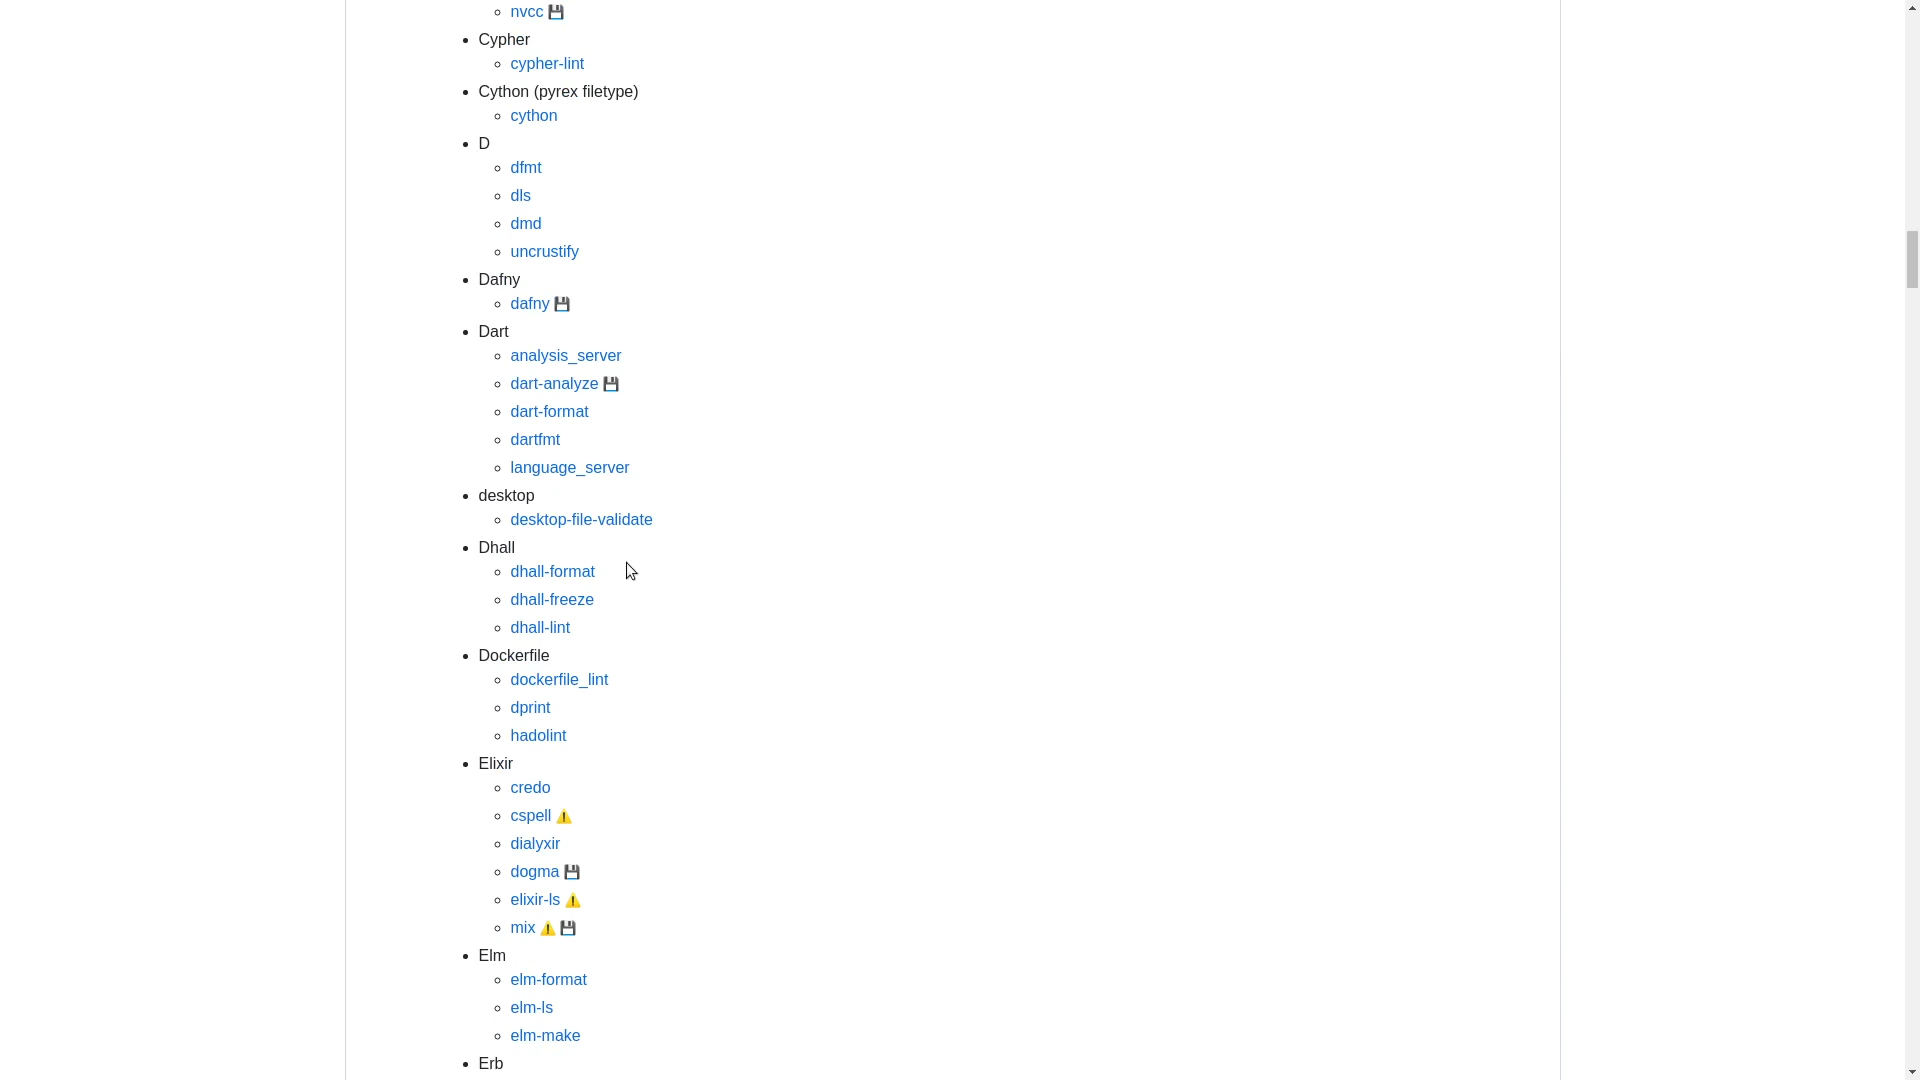 nvcc 💾
Cypher
cypher-lint
Cython (pyrex filetype)
cython
D
dfmt
dls
dmd
uncrustify
Dafny
dafny 💾
Dart
analysis_server
dart-analyze 💾
dart-format
dartfmt
language_server
desktop
desktop-file-validate
Dhall
dhall-format
dhall-freeze
dhall-lint
Dockerfile
dockerfile_lint
dprint
hadolint
Elixir
credo
cspell ⚠️
dialyxir
dogma 💾
elixir-ls ⚠️
mix ⚠️ 💾
Elm
elm-format
elm-ls
elm-make
Erb